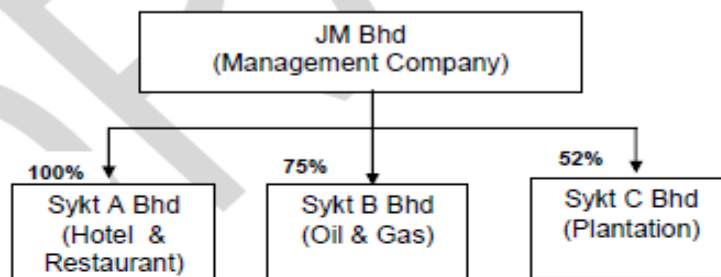 JM Bhd
(Management Company)
100%
75%
52%
Sykt A Bhd
(Hotel &
Restaurant)
Sykt B Bhd
(Oil & Gas)
Sykt C Bhd
(Plantation)